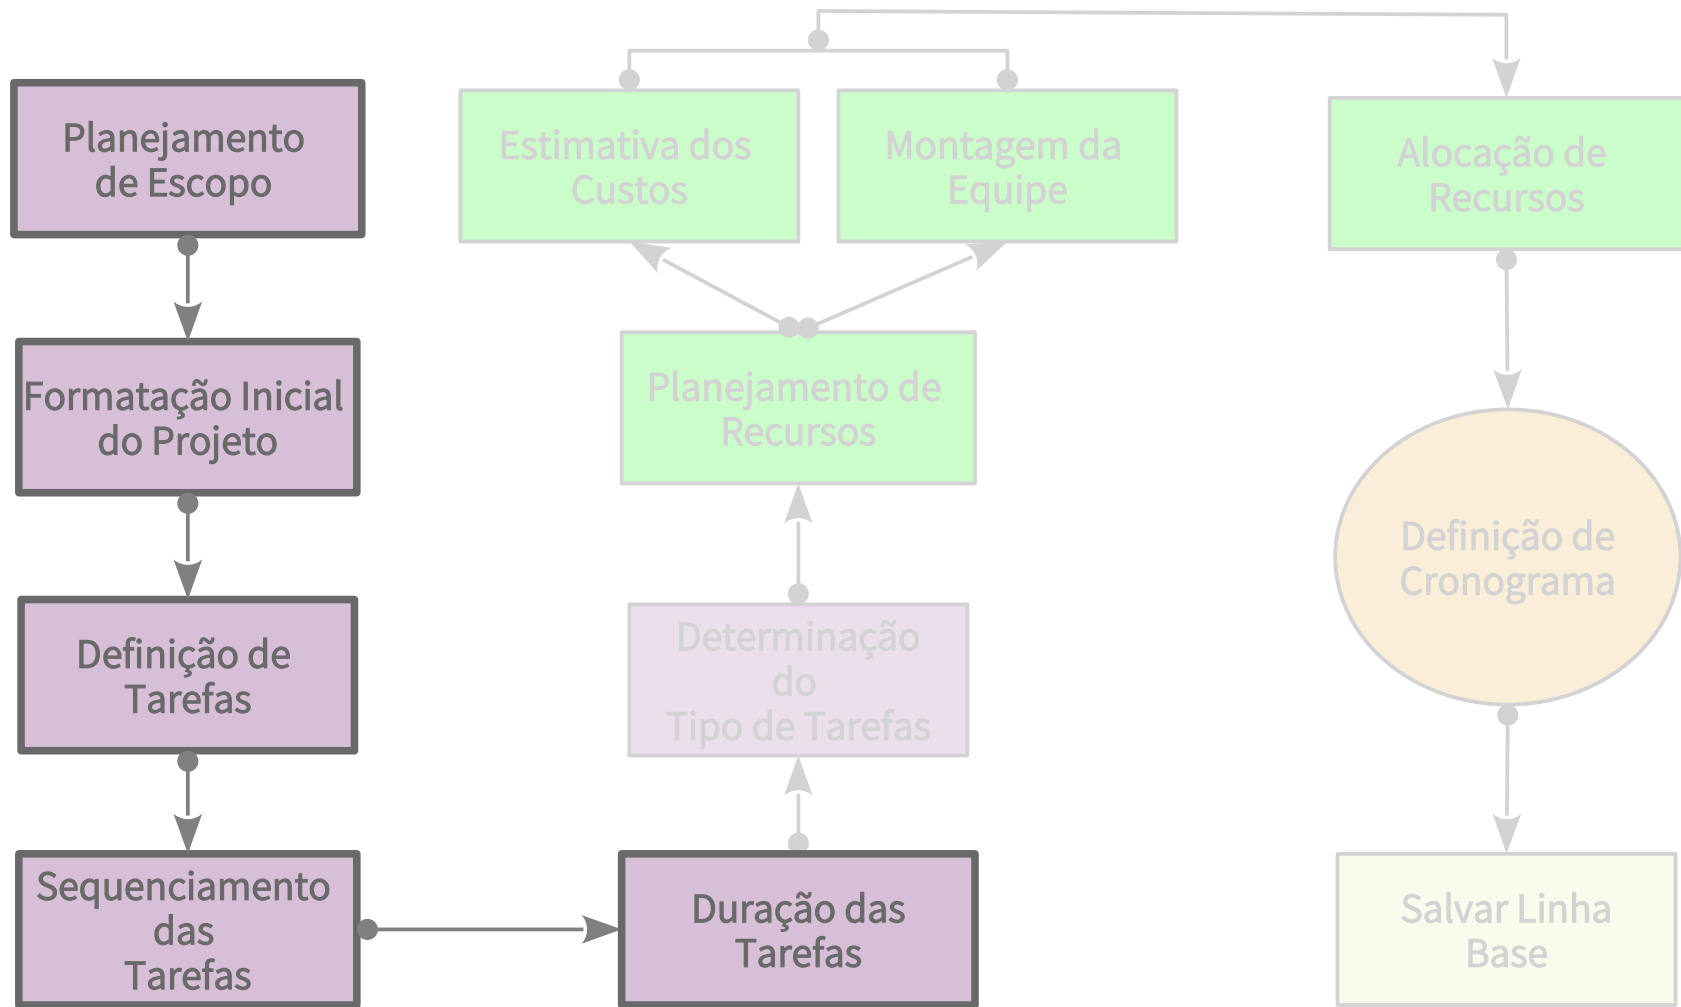 Planejamento
de Escopo
Formatação Inicial
do Projeto
Definição de
Tarefas
Sequenciamento
das
Tarefas
Duração das
Tarefas
Determinação
do
Tipo de Tarefas
Planejamento de
Recursos
Estimativa dos
Custos
Montagem da
Equipe
Alocação de
Recursos
Definição de
Cronograma
Salvar Linha
Base